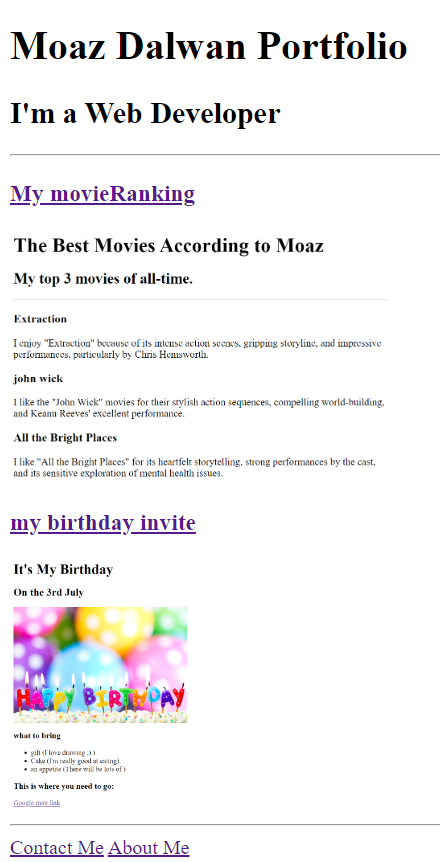 Moaz Dalwan Portfolio
I'm a Web Developer
My movieRanking
The Best Movies According to Moaz
My top 3 movies of all-time.
Extraction
I enjoy "Extraction" because of its intense action scenes, gripping storyline, and impressive
performances, particularly by Chris Hemsworth.
john wick
I like the "John Wick" movies for their stylish action sequences, compelling world-building,
and Keanu Reeves' excellent performance.
All the Bright Places
I like "All the Bright Places" for its heartfelt storytelling, strong performances by the cast,
and its sensitive exploration of mental health issues.
my birthday invite
It's My Birthday
On the 3rd July
HAPPY BIRTHDAY
what to bring
gift (I love drawing ;) )
Cake (I'm really good at eating)
an appetite (There will be lots of )
This is where you need to go:
Google map link
Contact Me About Me